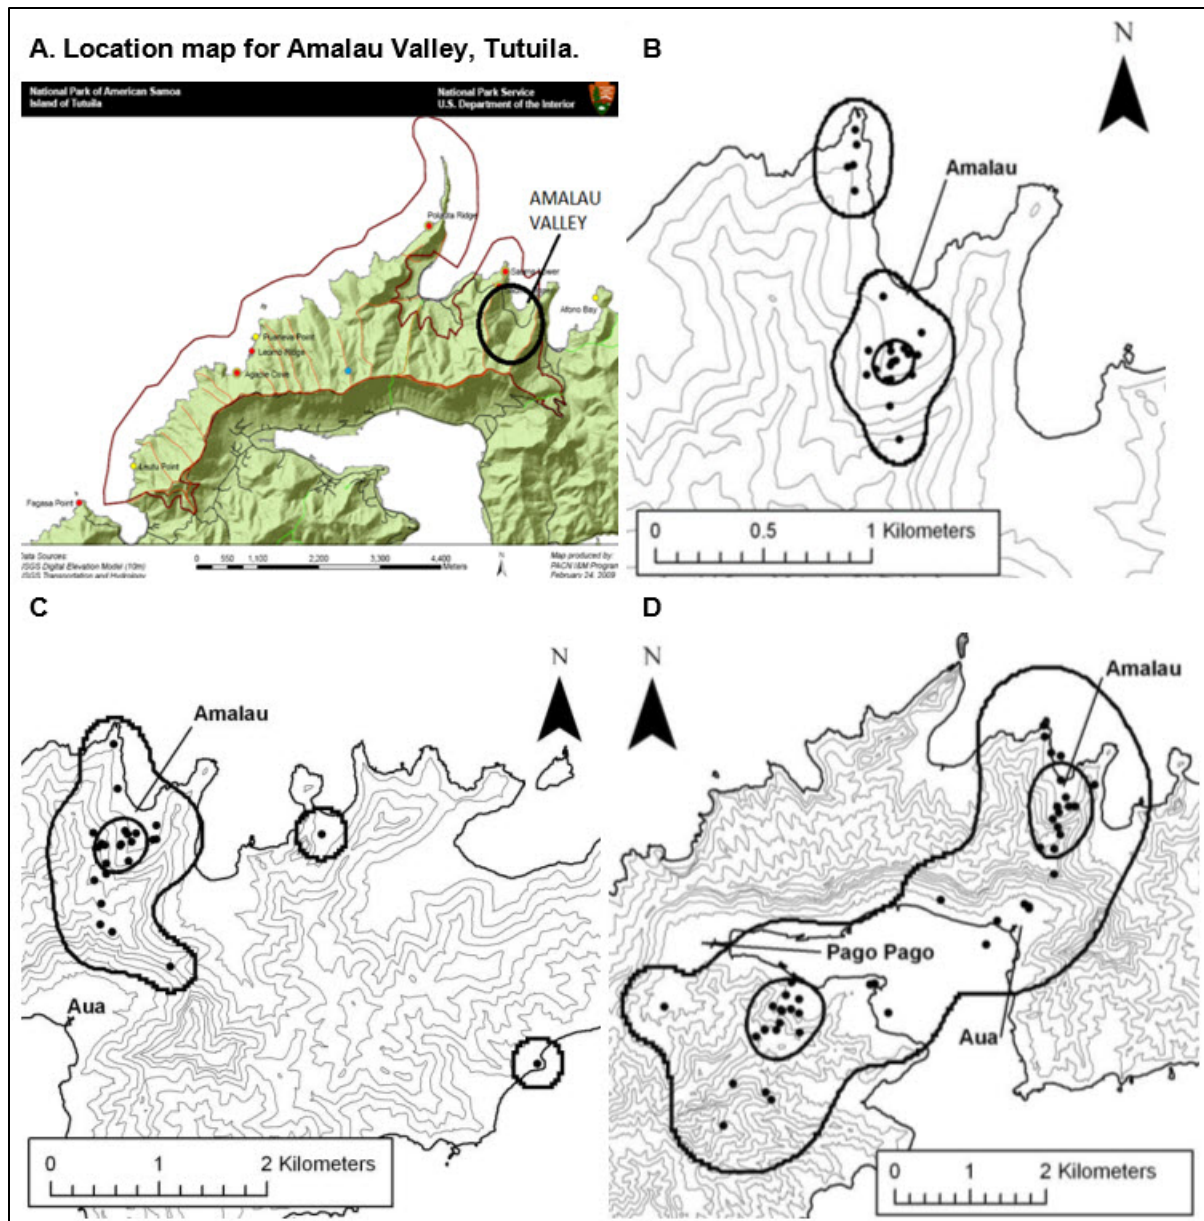 A. Location map for Amalau Valley, Tutuila.
National Park of American Samoa
Island of Tutuila
National Park Service
U.S. Department of the Interior
AMALAU
VALLEY
Polauta Ridge
Afono Bay
Pueneva Point
Agapie Cove
Fagasa Point
Data Sources:
USGS Digital Elevation Model (10m)
USGS Transportation and Hydrology
0 550 1,100 2,200 3,300 4,400
Meters
N
Map produced by:
PACN I&M Program
February 24, 2009
B
N
Amalau
0 0.5 1 Kilometers
C
N
Amalau
Aua
0 1 2 Kilometers
D
N
Amalau
Pago Pago
Aua
0 1 2 Kilometers